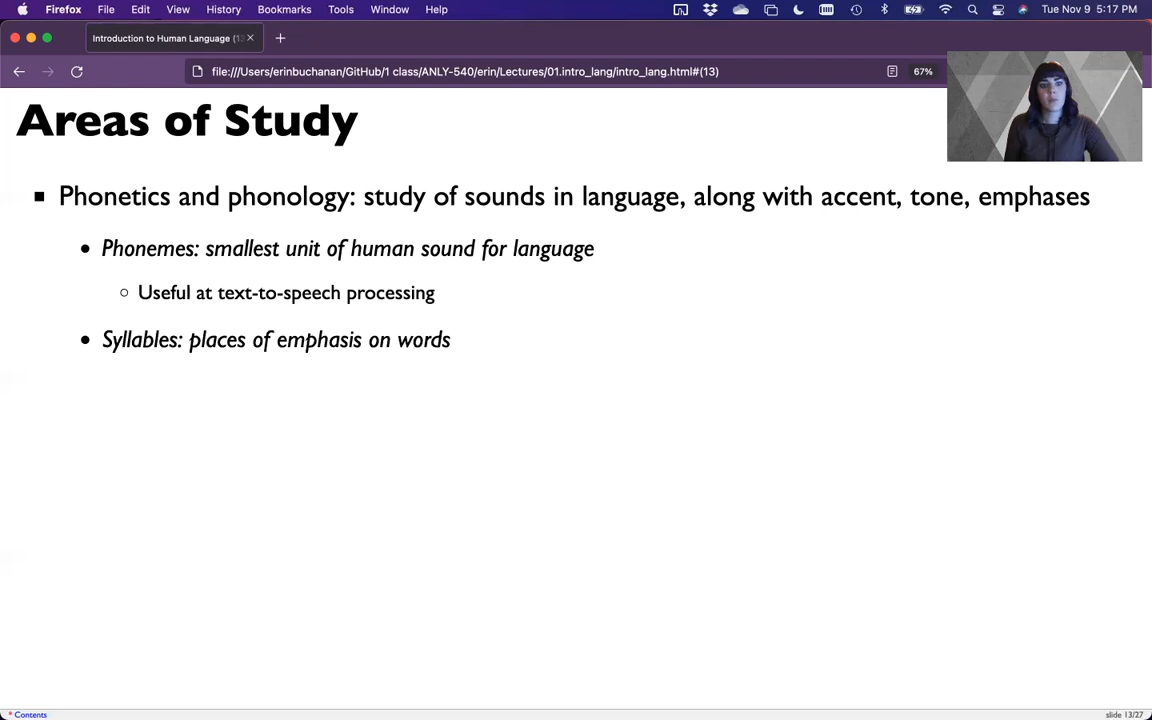 Firefox File Edit View History Bookmarks Tools Window Help Tue Nov 9 5:17 PM
Introduction to Human Language (1
file:///Users/erinbuchanan/GitHub/1 class/ANLY-540/erin/Lectures/01.intro_lang/intro_lang.html#(13) 67%
Areas of Study
Phonetics and phonology: study of sounds in language, along with accent, tone, emphases
Phonemes: smallest unit of human sound for language
Useful at text-to-speech processing
Syllables: places of emphasis on words
* Contents slide 13/27